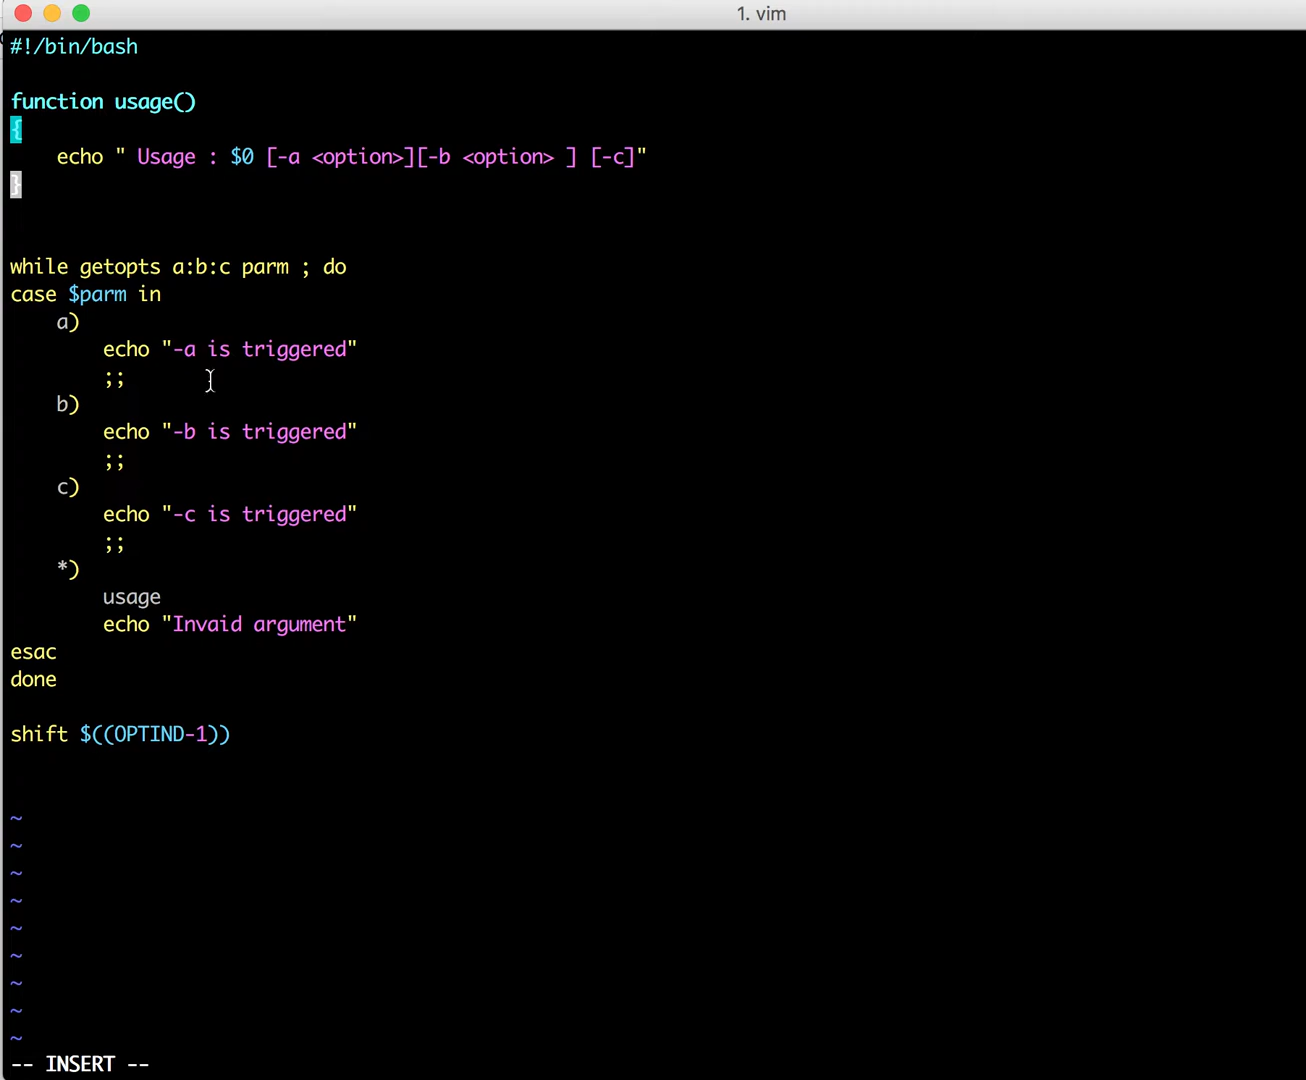 1. vim
#!/bin/bash
function usage()
{
    echo " Usage : $0 [-a <option>][-b <option> ] [-c]"
}
while getopts a:b:c parm ; do
case $parm in
    a)
        echo "-a is triggered"
        ;;
    b)
        echo "-b is triggered"
        ;;
    c)
        echo "-c is triggered"
        ;;
    *)
        usage
        echo "Invaid argument"
esac
done
shift $((OPTIND-1))
~
~
~
~
~
~
~
~
~
-- INSERT --